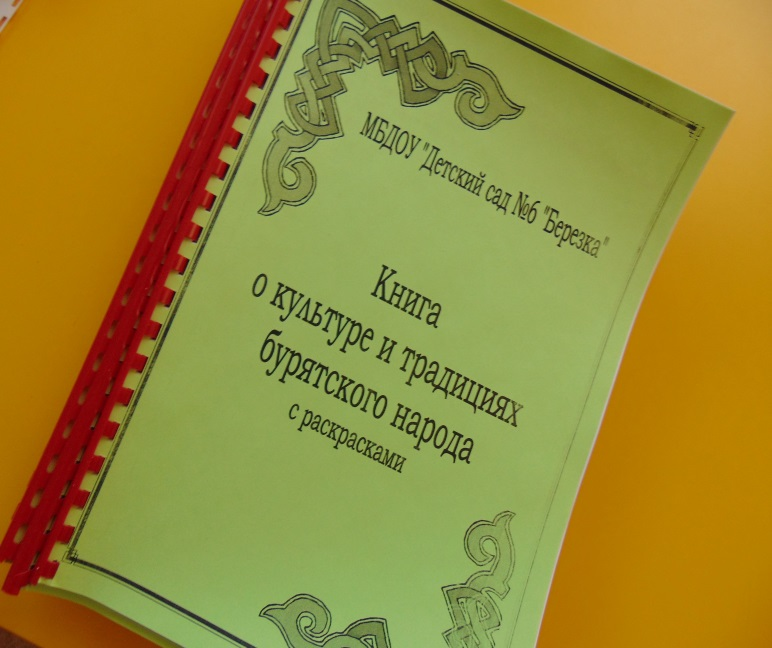 МБДОУ "Детский сад №6 "Березка"
Книга
о культуре и традициях
бурятского народа
с раскрасками